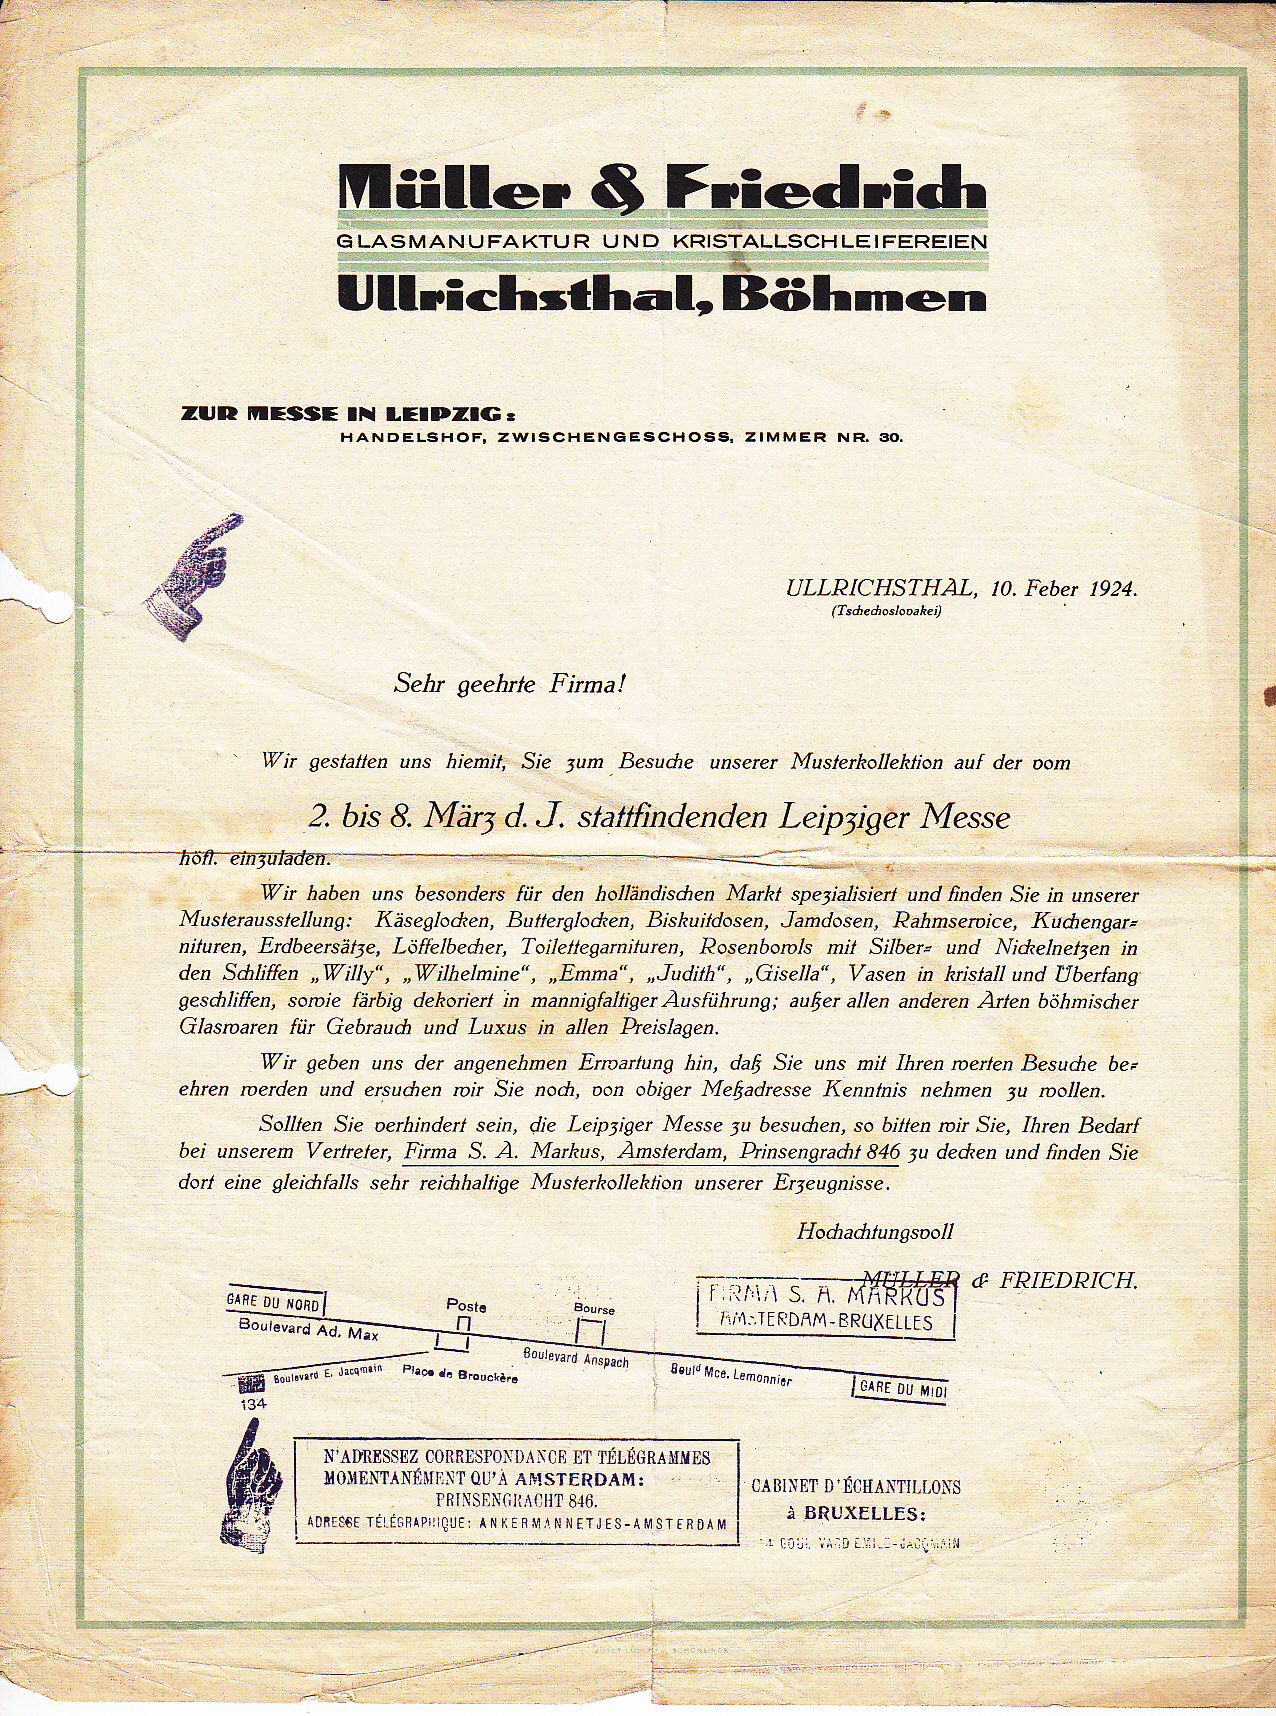 Müller & Friedrich
GLASMANUFAKTUR UND KRISTALLSCHLEIFEREIEN
Ullrichsthal, Böhmen
ZUR MESSE IN LEIPZIG:
HANDELSHOF, ZWISCHENGESCHOSS, ZIMMER NR. 30.
ULLRICHSTHAL, 10. Feber 1924.
(Tschechoslovakei)
Sehr geehrte Firma!
Wir gestatten uns hiemit, Sie zum Besuche unserer Musterkollektion auf der vom
2. bis 8. März d. J. stattfindenden Leipziger Messe
höfl. einzuladen.
Wir haben uns besonders für den holländischen Markt spezialisiert und finden Sie in unserer
Musterausstellung: Käseglocken, Butterglocken, Biskuitdosen, Jamdosen, Rahmservice, Kuchengar-
nituren, Erdbeersätze, Löffelbecher, Toilettegarnituren, Rosenbowls mit Silber- und Nickelnetzen in
den Schliffen „Willy“, „Wilhelmine“, „Emma“, „Judith“, „Gisella“, Vasen in kristall und Überfang
geschliffen, sowie färbig dekoriert in mannigfaltiger Ausführung; außer allen anderen Arten böhmischer
Glaswaren für Gebrauch und Luxus in allen Preislagen.
Wir geben uns der angenehmen Erwartung hin, daß Sie uns mit Ihren werten Besuche be-
ehren werden und ersuchen wir Sie noch, von obiger Meßadresse Kenntnis nehmen zu wollen.
Sollten Sie verhindert sein, die Leipziger Messe zu besuchen, so bitten wir Sie, Ihren Bedarf
bei unserem Vertreter, Firma S. A. Markus, Amsterdam, Prinsengracht 846 zu decken und finden Sie
dort eine gleichfalls sehr reichhaltige Musterkollektion unserer Erzeugnisse.
Hochachtungsvoll
MÜLLER & FRIEDRICH.
FIRMA S. A. MARKUS
AMSTERDAM-BRUXELLES
GARE DU NORD
Poste
Bourse
Boulevard Ad. Max
Boulevard Anspach
Bould Mce. Lemonnier
GARE DU MIDI
Boulevard E. Jacqmain
Place de Brouckère
134
N'ADRESSEZ CORRESPONDANCE ET TÉLÉGRAMMES
MOMENTANÉMENT QU'À AMSTERDAM:
PRINSENGRACHT 846.
ADRESSE TÉLÉGRAPHIQUE: ANKERMANNETJES-AMSTERDAM
CABINET D'ÉCHANTILLONS
à BRUXELLES:
BOULEVARD EMILE-JACQMAIN